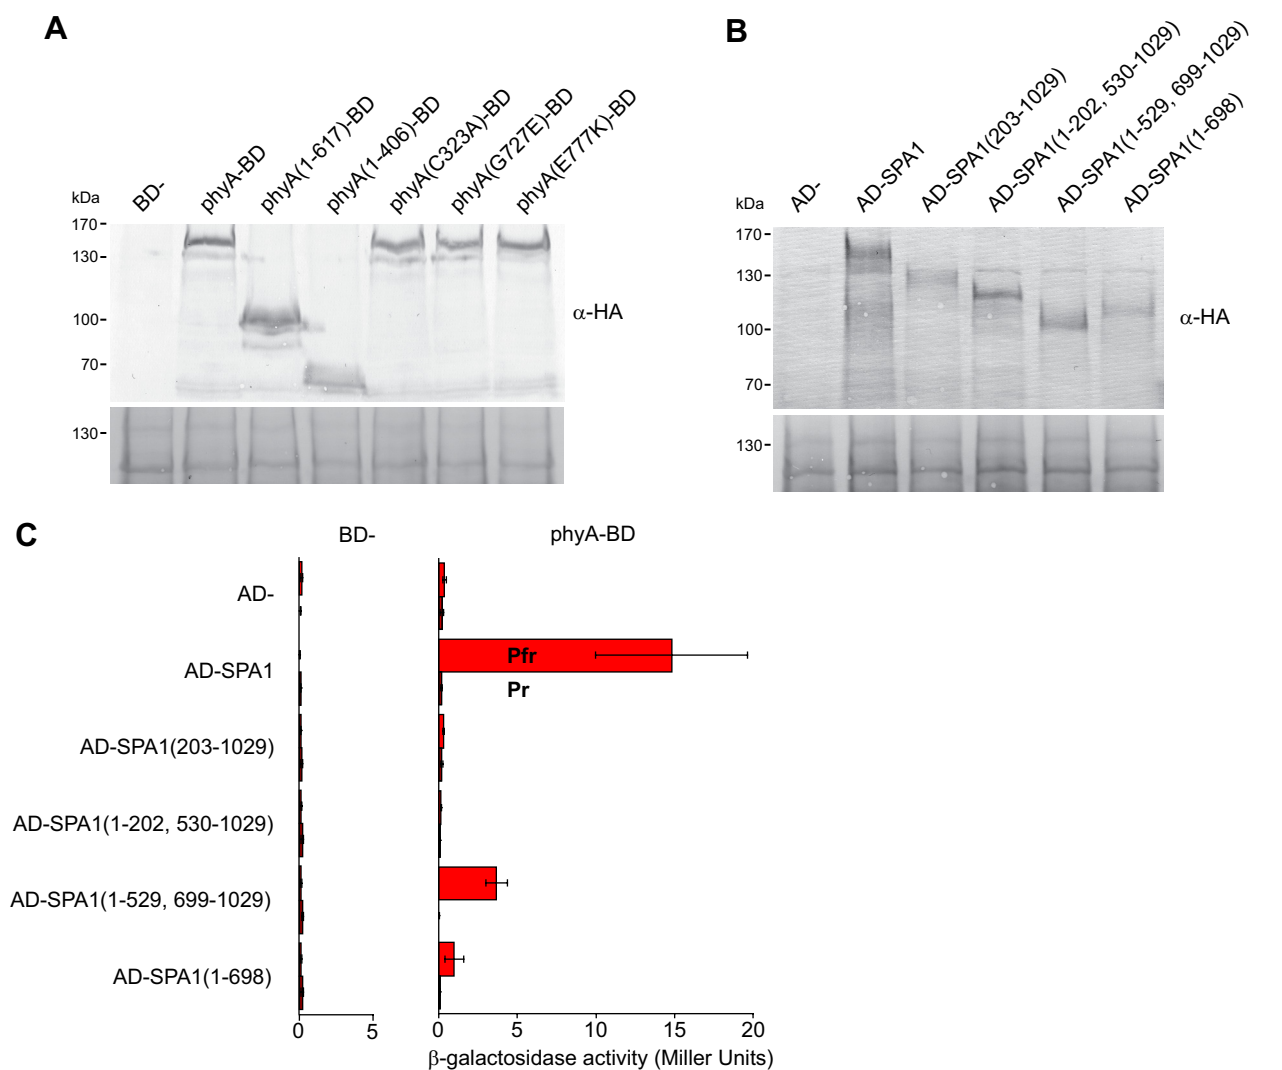 A
BD-
phyA-BD
phyA(1-617)-BD
phyA(1-406)-BD
phyA(C323A)-BD
phyA(G727E)-BD
phyA(E777K)-BD
kDa
170
130
100
70
α-HA
130
B
AD-
AD-SPA1
AD-SPA1(203-1029)
AD-SPA1(1-202, 530-1029)
AD-SPA1(1-529, 699-1029)
AD-SPA1(1-698)
kDa
170
130
100
70
α-HA
130
C
BD-
phyA-BD
AD-
AD-SPA1
Pfr
Pr
AD-SPA1(203-1029)
AD-SPA1(1-202, 530-1029)
AD-SPA1(1-529, 699-1029)
AD-SPA1(1-698)
0 5
0 5 10 15 20
β-galactosidase activity (Miller Units)